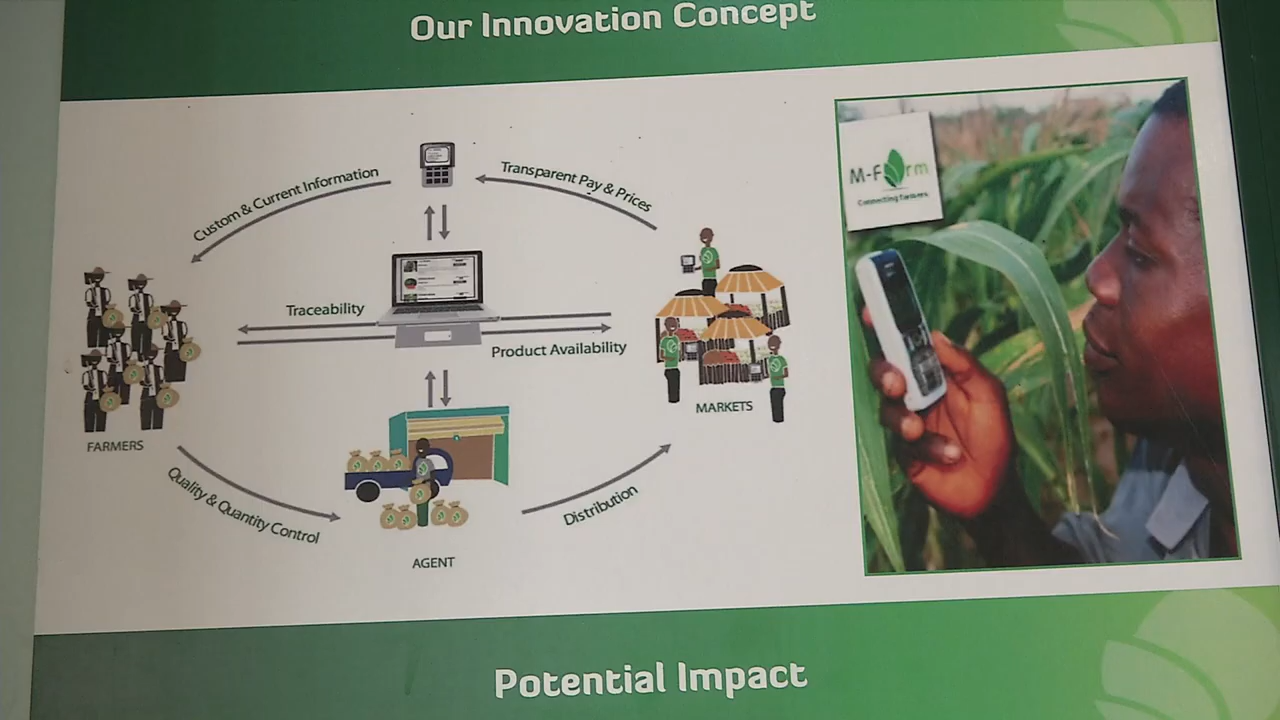 Our Innovation Concept
Custom & Current Information
Transparent Pay & Prices
M-Farm
Connecting farmers
Traceability
Product Availability
MARKETS
FARMERS
Quality & Quantity Control
Distribution
AGENT
Potential Impact